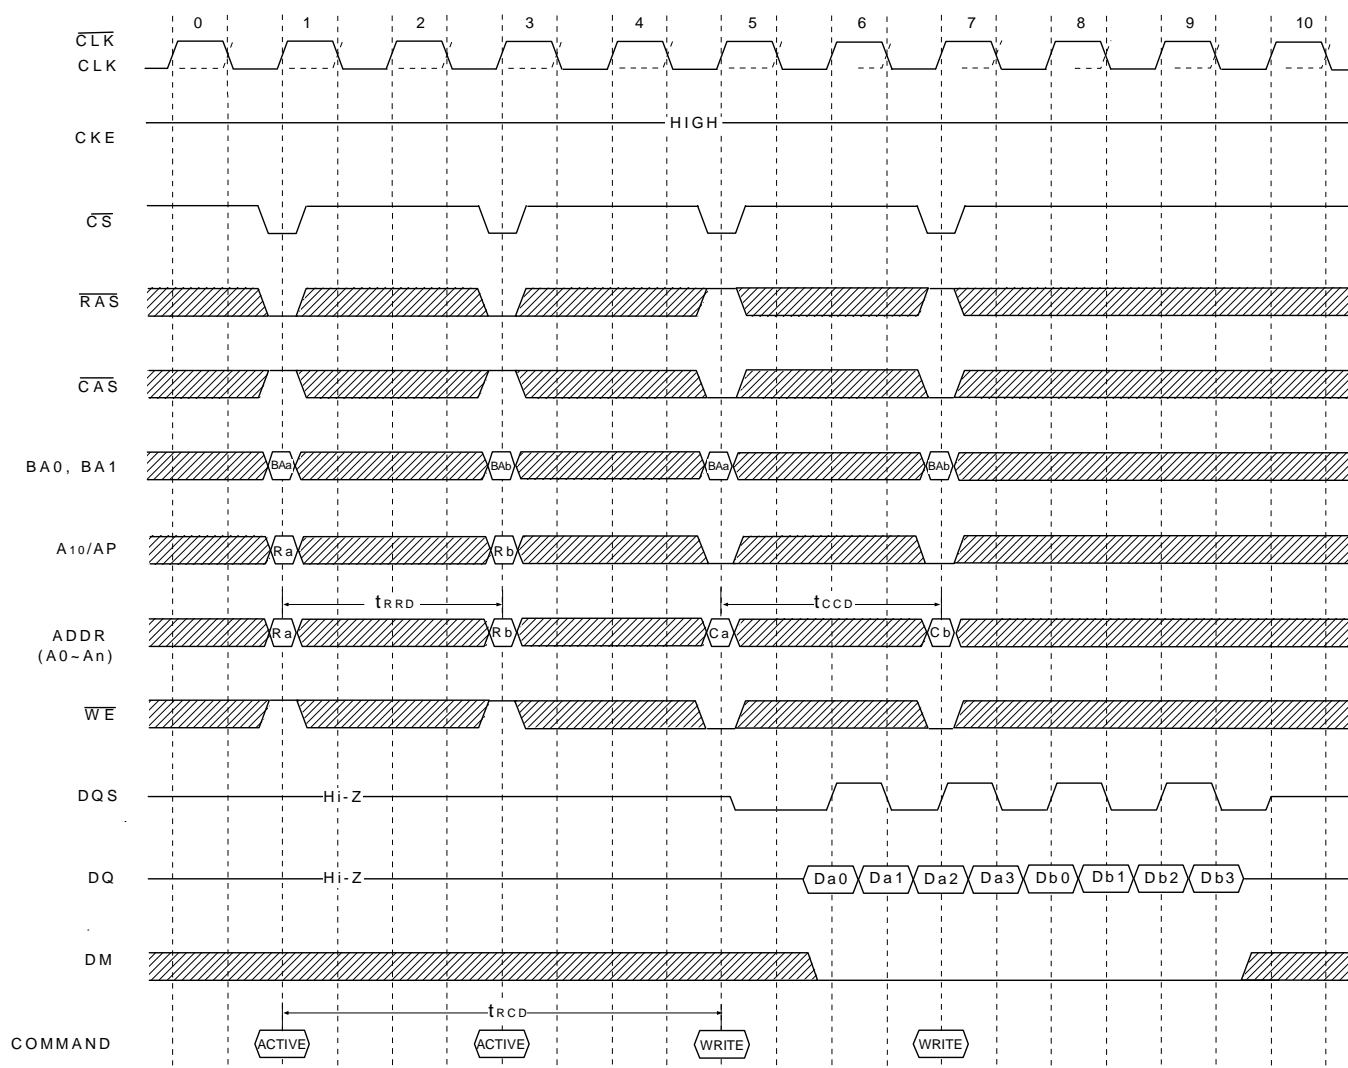 0 1 2 3 4 5 6 7 8 9 10
CLK
CLK
HIGH
CKE
CS
RAS
CAS
BA0, BA1 BAa BAb BAa BAb
A10/AP Ra Rb
tRRD tCCD
ADDR Ra Rb Ca Cb
(A0~An)
WE
DQS Hi-Z
DQ Hi-Z Da0 Da1 Da2 Da3 Db0 Db1 Db2 Db3
DM
tRCD
COMMAND ACTIVE ACTIVE WRITE WRITE